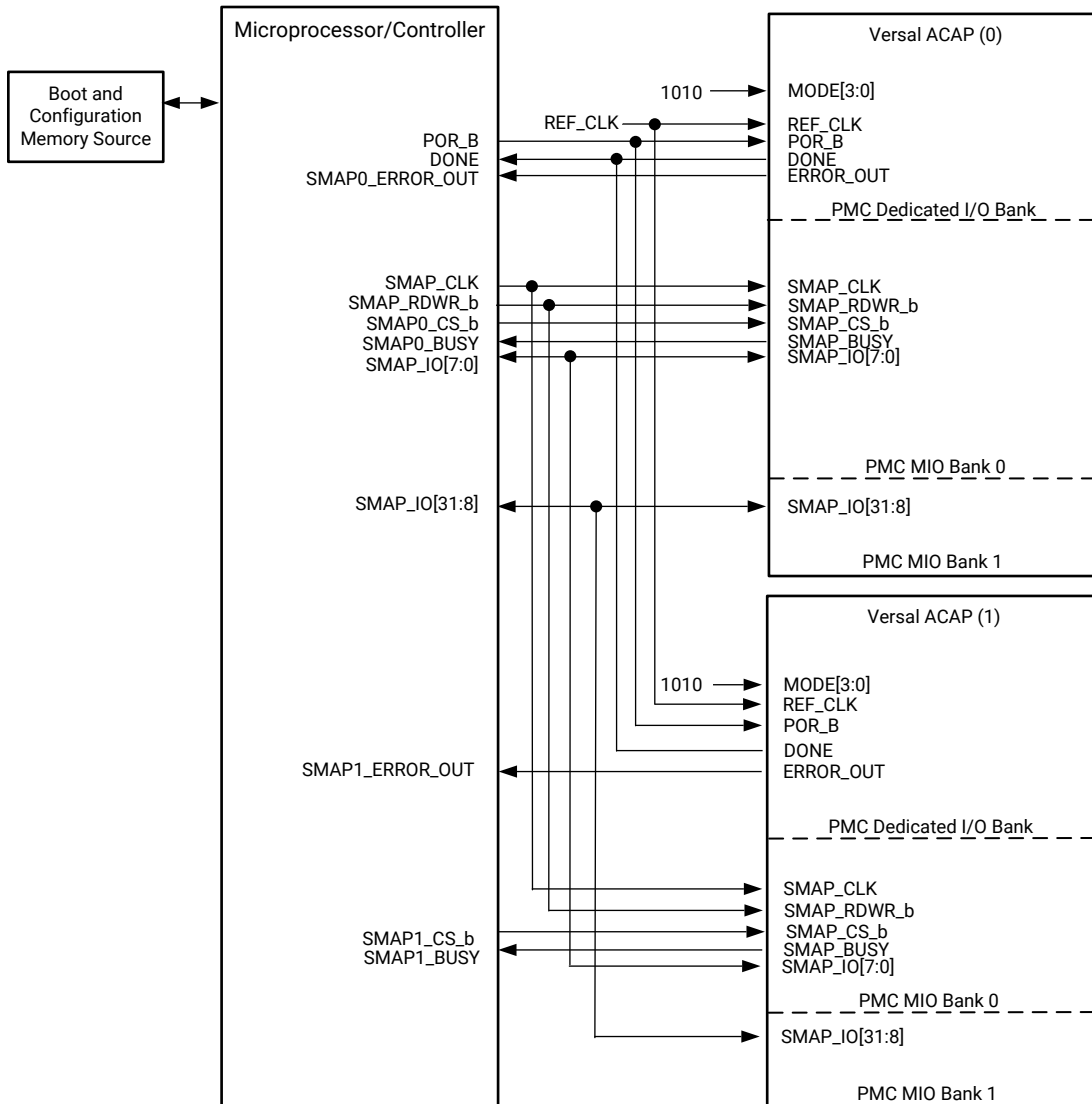 Microprocessor/Controller
Boot and
Configuration
Memory Source
POR_B
DONE
SMAP0_ERROR_OUT
SMAP_CLK
SMAP_RDWR_b
SMAP0_CS_b
SMAP0_BUSY
SMAP_IO[7:0]
SMAP_IO[31:8]
SMAP1_ERROR_OUT
SMAP1_CS_b
SMAP1_BUSY
1010
REF_CLK
Versal ACAP (0)
MODE[3:0]
REF_CLK
POR_B
DONE
ERROR_OUT
PMC Dedicated I/O Bank
SMAP_CLK
SMAP_RDWR_b
SMAP_CS_b
SMAP_BUSY
SMAP_IO[7:0]
PMC MIO Bank 0
SMAP_IO[31:8]
PMC MIO Bank 1
Versal ACAP (1)
1010
MODE[3:0]
REF_CLK
POR_B
DONE
ERROR_OUT
PMC Dedicated I/O Bank
SMAP_CLK
SMAP_RDWR_b
SMAP_CS_b
SMAP_BUSY
SMAP_IO[7:0]
PMC MIO Bank 0
SMAP_IO[31:8]
PMC MIO Bank 1